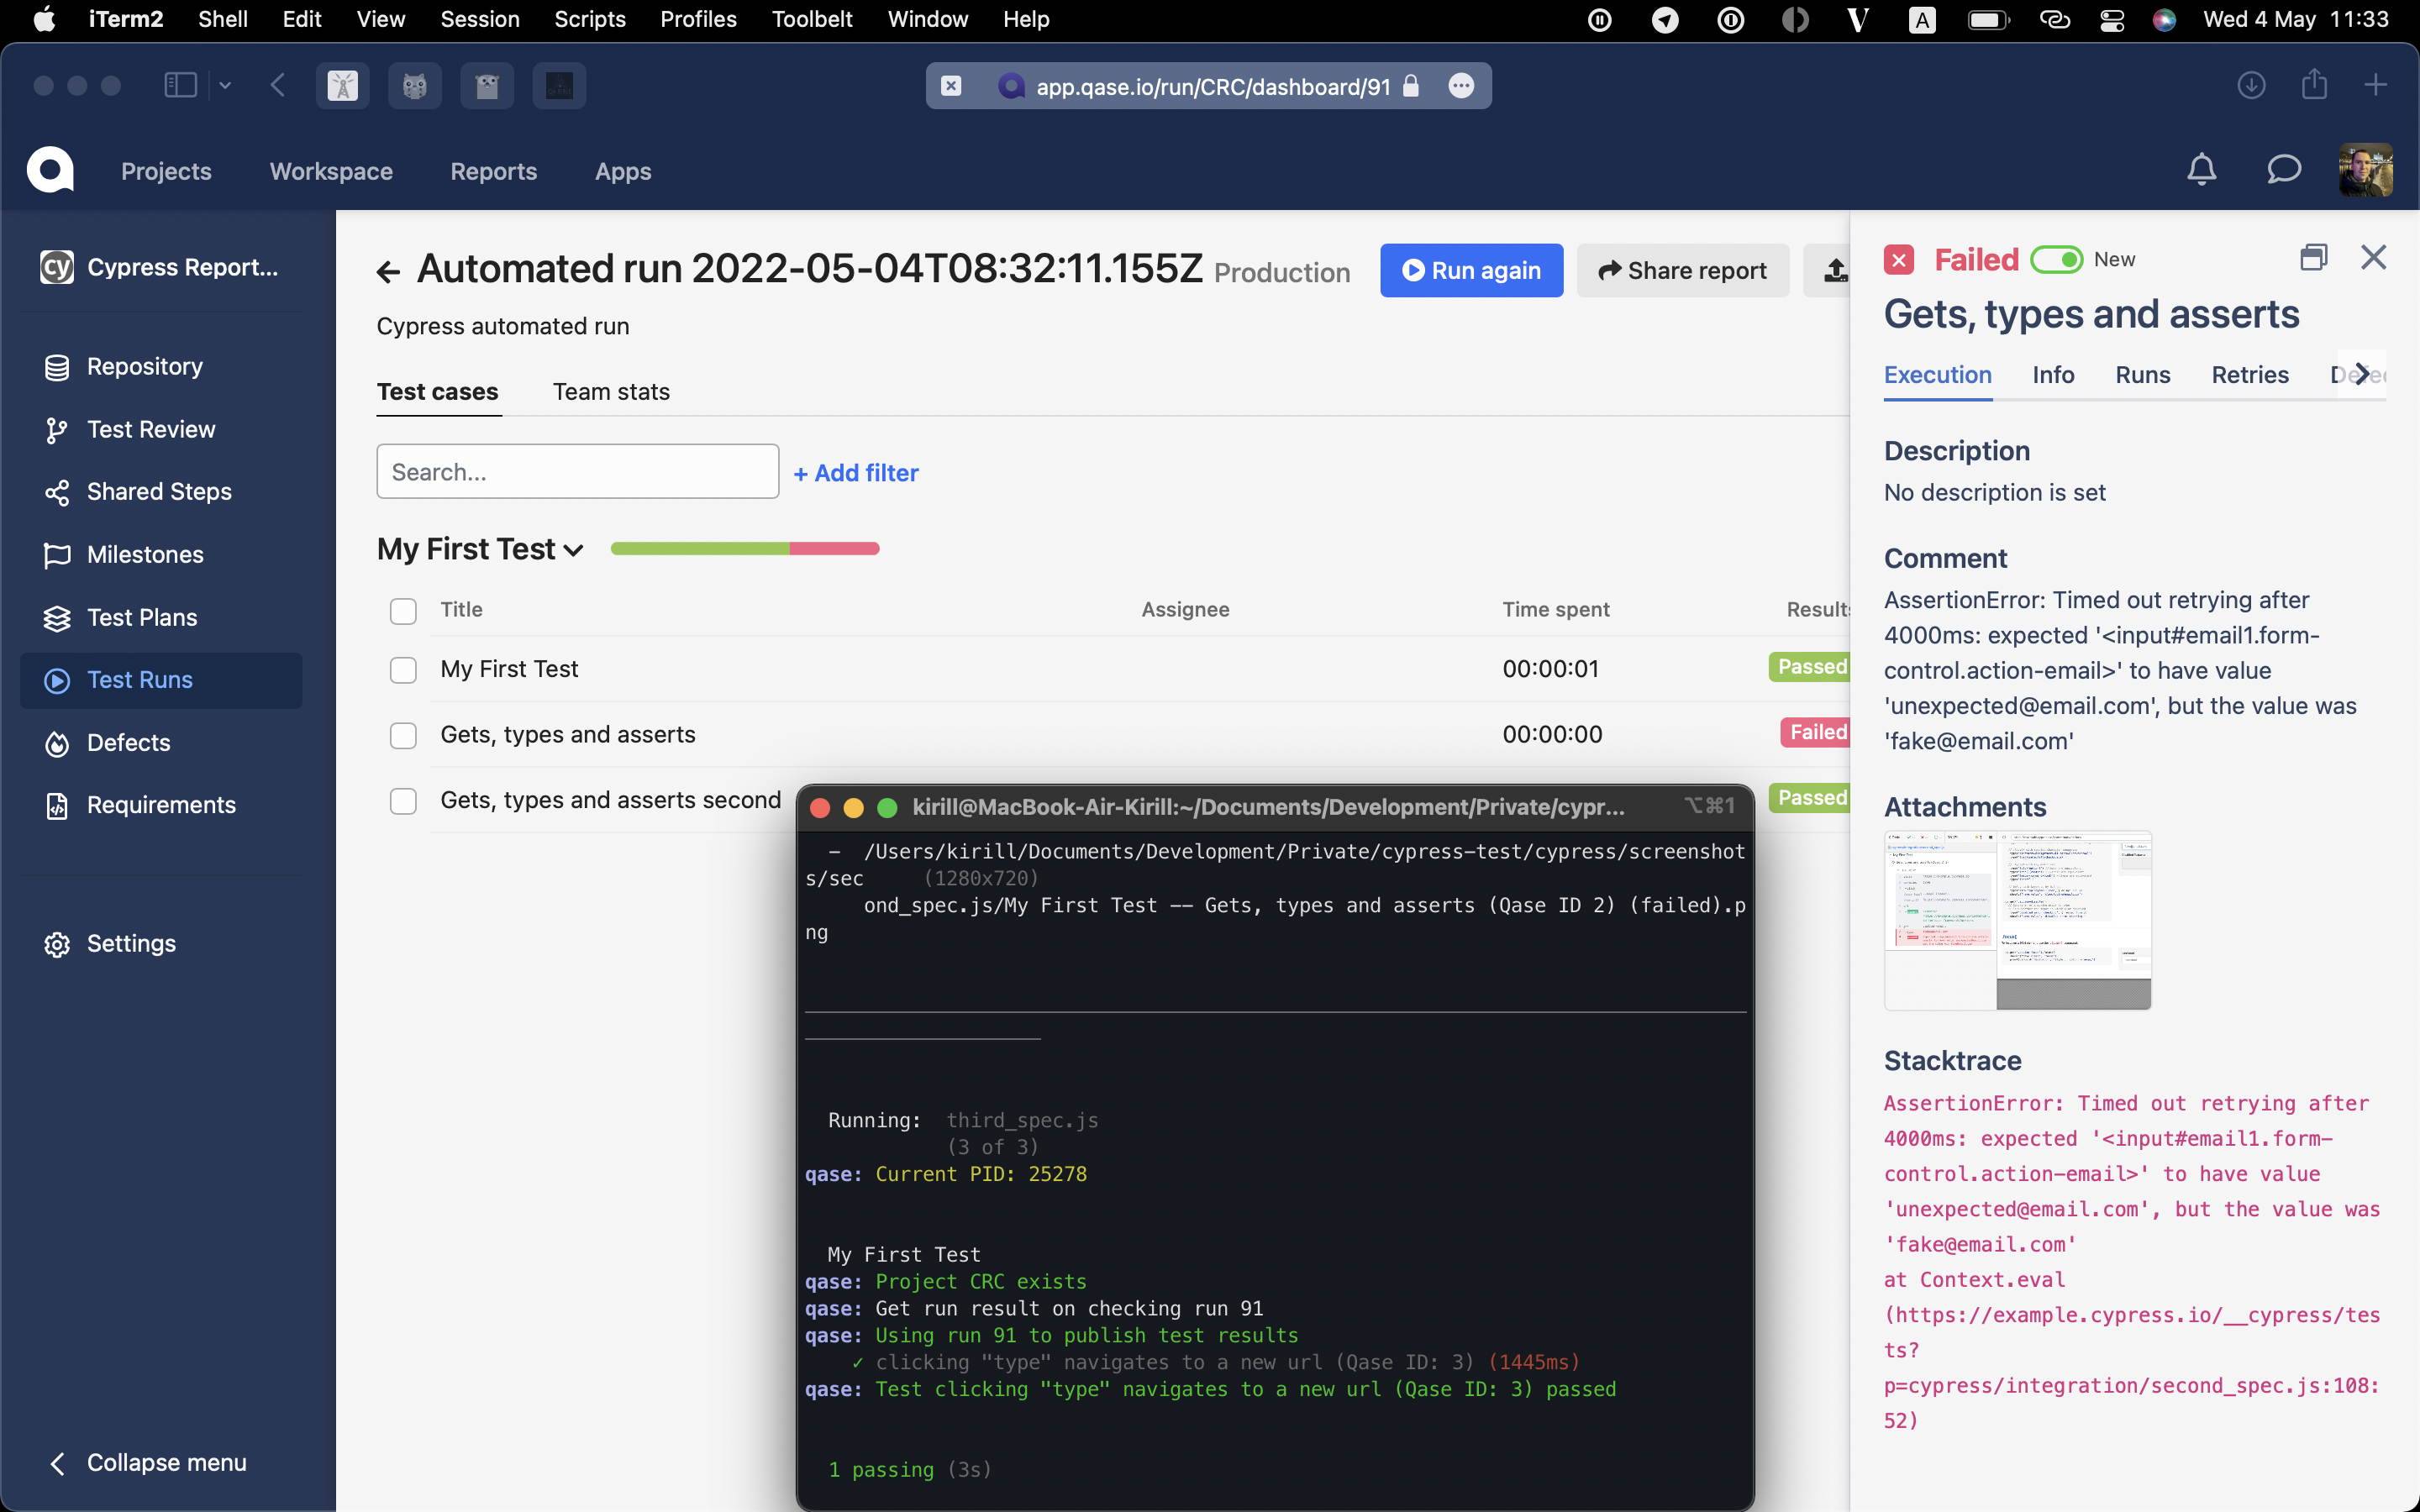 iTerm2 Shell Edit View Session Scripts Profiles Toolbelt Window Help
V A Wed 4 May 11:33
app.qase.io/run/CRC/dashboard/91
Projects Workspace Reports Apps
cy Cypress Report...
Repository
Test Review
Shared Steps
Milestones
Test Plans
Test Runs
Defects
Requirements
Settings
Collapse menu
Automated run 2022-05-04T08:32:11.155Z Production
Run again
Share report
Cypress automated run
Test cases Team stats
Search...
+ Add filter
My First Test
Title Assignee Time spent Results
My First Test 00:00:01 Passed
Gets, types and asserts 00:00:00 Failed
Gets, types and asserts second Passed
kirill@MacBook-Air-Kirill:~/Documents/Development/Private/cypr... ⌥⌘1
- /Users/kirill/Documents/Development/Private/cypress-test/cypress/screenshot
s/sec (1280x720)
ond_spec.js/My First Test -- Gets, types and asserts (Qase ID 2) (failed).p
ng
Running: third_spec.js
(3 of 3)
qase: Current PID: 25278
My First Test
qase: Project CRC exists
qase: Get run result on checking run 91
qase: Using run 91 to publish test results
✓ clicking "type" navigates to a new url (Qase ID: 3) (1445ms)
qase: Test clicking "type" navigates to a new url (Qase ID: 3) passed
1 passing (3s)
Failed New
Gets, types and asserts
Execution Info Runs Retries Defec
Description
No description is set
Comment
AssertionError: Timed out retrying after
4000ms: expected '<input#email1.form-
control.action-email>' to have value
'unexpected@email.com', but the value was
'fake@email.com'
Attachments
Stacktrace
AssertionError: Timed out retrying after
4000ms: expected '<input#email1.form-
control.action-email>' to have value
'unexpected@email.com', but the value was
'fake@email.com'
at Context.eval
(https://example.cypress.io/__cypress/tes
ts?
p=cypress/integration/second_spec.js:108:
52)